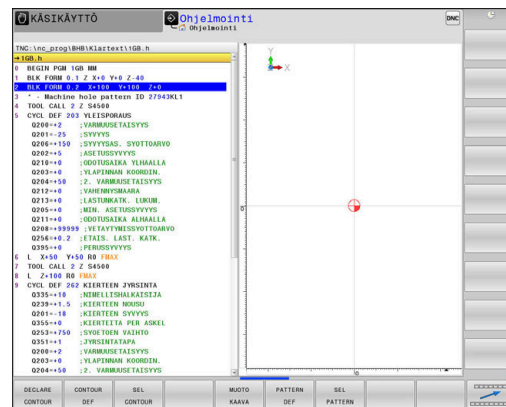 KÄSIKÄYTTÖ
Ohjelmointi
Ohjelmointi
DNC
TNC:\nc_prog\BHB\Klartext\1GB.h
→1GB.h
0 BEGIN PGM 1GB MM
1 BLK FORM 0.1 Z X+0 Y+0 Z-40
2 BLK FORM 0.2 X+100 Y+100 Z+0
3 * - Machine hole pattern ID 27943KL1
4 TOOL CALL 2 Z S4500
5 CYCL DEF 203 YLEISPORAUS
Q200=+2 ;VARMUUSETAISYYS
Q201=-25 ;SYVYYS
Q206=+150 ;SYVYYSAS. SYOTTOARVO
Q202=+5 ;ASETUSSYVYYS
Q210=+0 ;ODOTUSAIKA YLHAALLA
Q203=+0 ;YLAPINNAN KOORDIN.
Q204=+50 ;2. VARMUUSETAISYYS
Q212=+0 ;VAHENNYSMAARA
Q213=+0 ;LASTUNKATK. LUKUM.
Q205=+0 ;MIN. ASETUSSYVYYS
Q211=+0 ;ODOTUSAIKA ALHAALLA
Q208=+99999 ;VETAYTYMISSYOTTOARVO
Q256=+0.2 ;ETAIS. LAST. KATK.
Q395=+0 ;PERUSSYVYYS
6 L X+50 Y+50 R0 FMAX
7 TOOL CALL 2 Z S4500
8 L Z+100 R0 FMAX
9 CYCL DEF 262 KIERTEEN JYRSINTA
Q335=+10 ;NIMELLISHALKAISIJA
Q239=+1.5 ;KIERTEEN NOUSU
Q201=-18 ;KIERTEEN SYVYYS
Q355=+0 ;KIERTEITA PER ASKEL
Q253=+750 ;SYOETOEN VAIHTO
Q351=+1 ;JYRSINTATAPA
Q200=+2 ;VARMUUSETAISYYS
Q203=+0 ;YLAPINNAN KOORDIN.
Q204=+50 ;2. VARMUUSETAISYYS
Y
X
0
0
DECLARE CONTOUR
CONTOUR DEF
SEL CONTOUR
MUOTO KAAVA
PATTERN DEF
SEL PATTERN